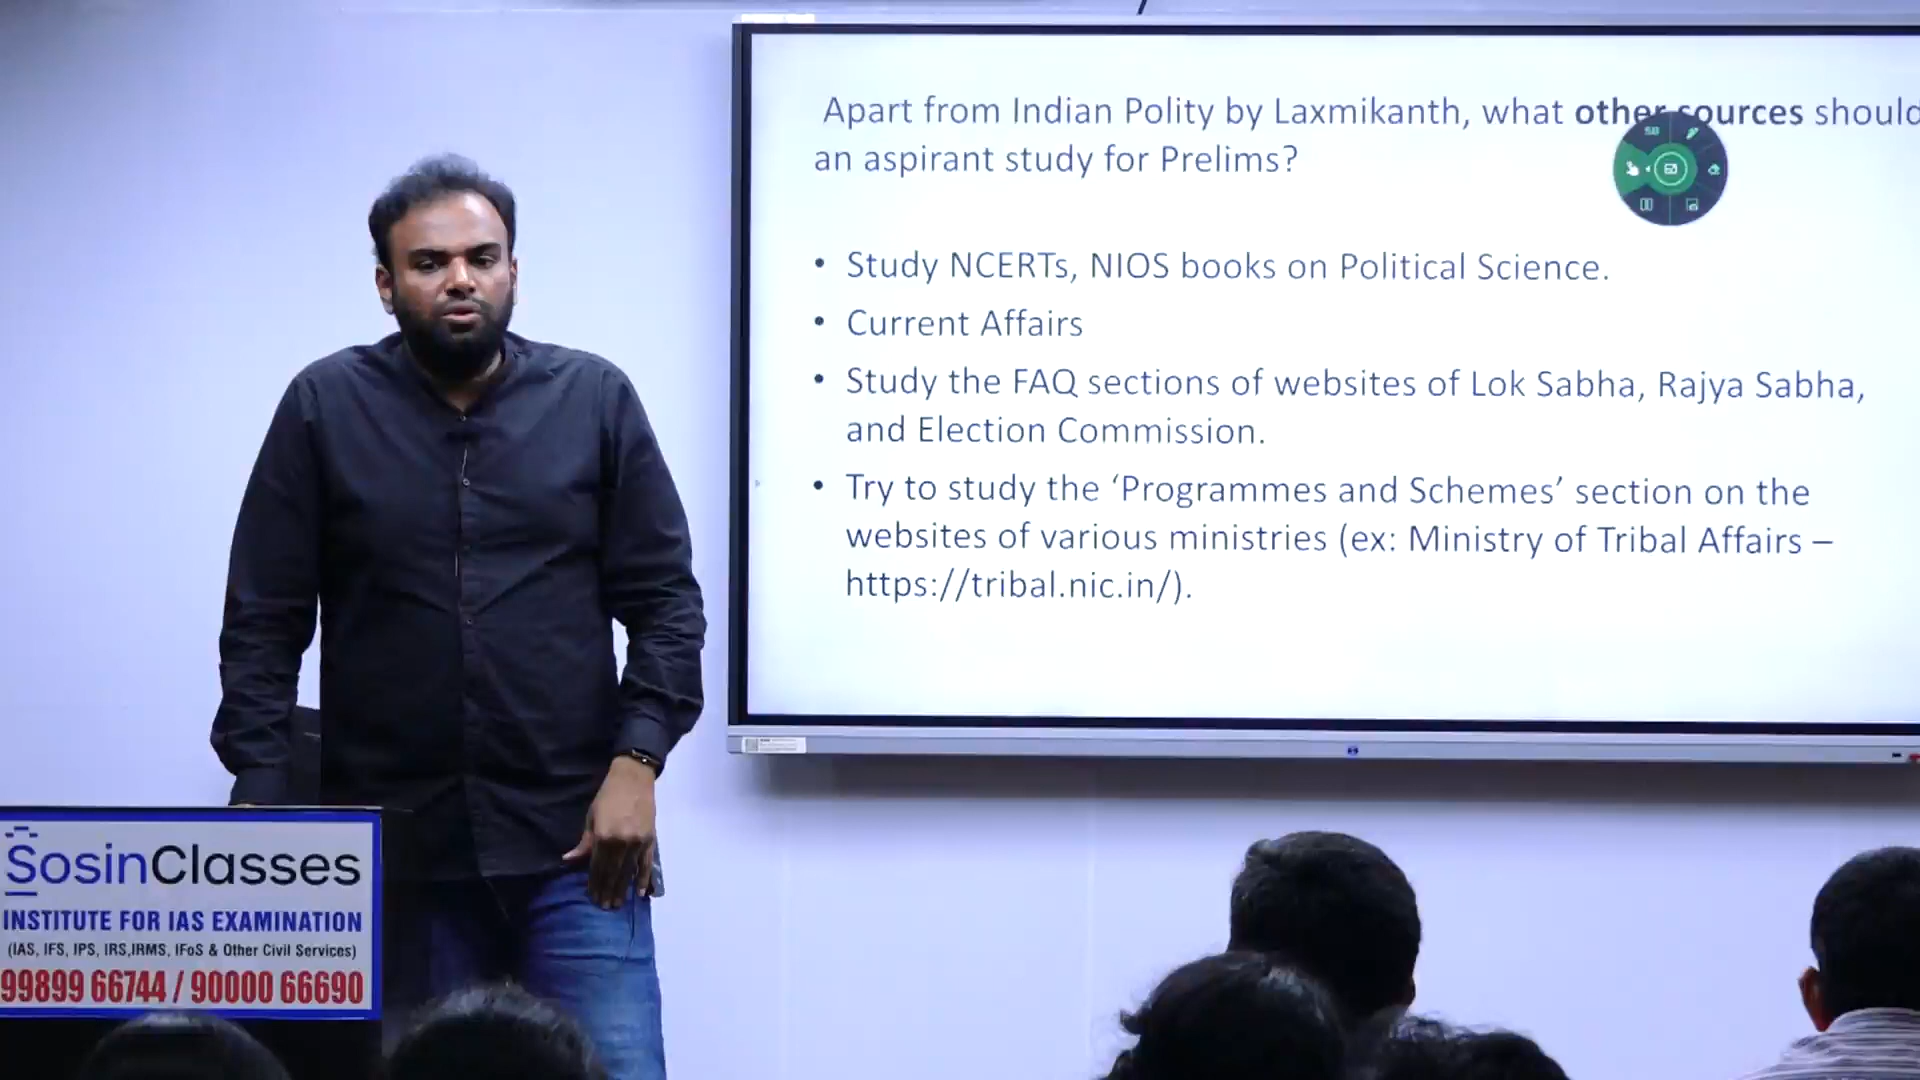 Apart from Indian Polity by Laxmikanth, what other sources should
an aspirant study for Prelims?
• Study NCERTs, NIOS books on Political Science.
• Current Affairs
• Study the FAQ sections of websites of Lok Sabha, Rajya Sabha,
and Election Commission.
• Try to study the ‘Programmes and Schemes’ section on the
websites of various ministries (ex: Ministry of Tribal Affairs –
https://tribal.nic.in/).
SosinClasses
INSTITUTE FOR IAS EXAMINATION
(IAS, IFS, IPS, IRS,IRMS, IFoS & Other Civil Services)
99899 66744 / 90000 66690